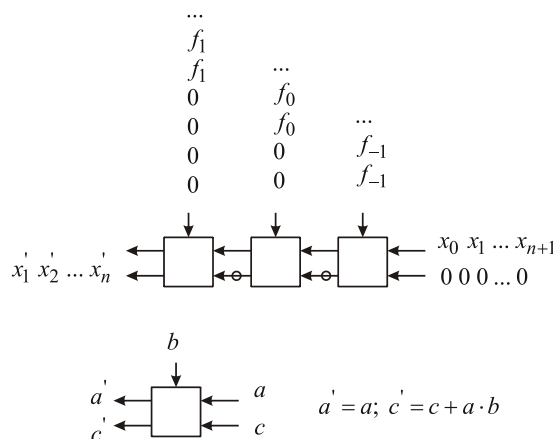 ...
f₁
f₁ ...
0 f₀
0 f₀ ...
0 0 f₋₁
0 0 f₋₁
x₀ x₁ ... xₙ₊₁
x'₁ x'₂ ... x'ₙ
0 0 0 ... 0
b
a' a
c' c
a' = a; c' = c + a · b